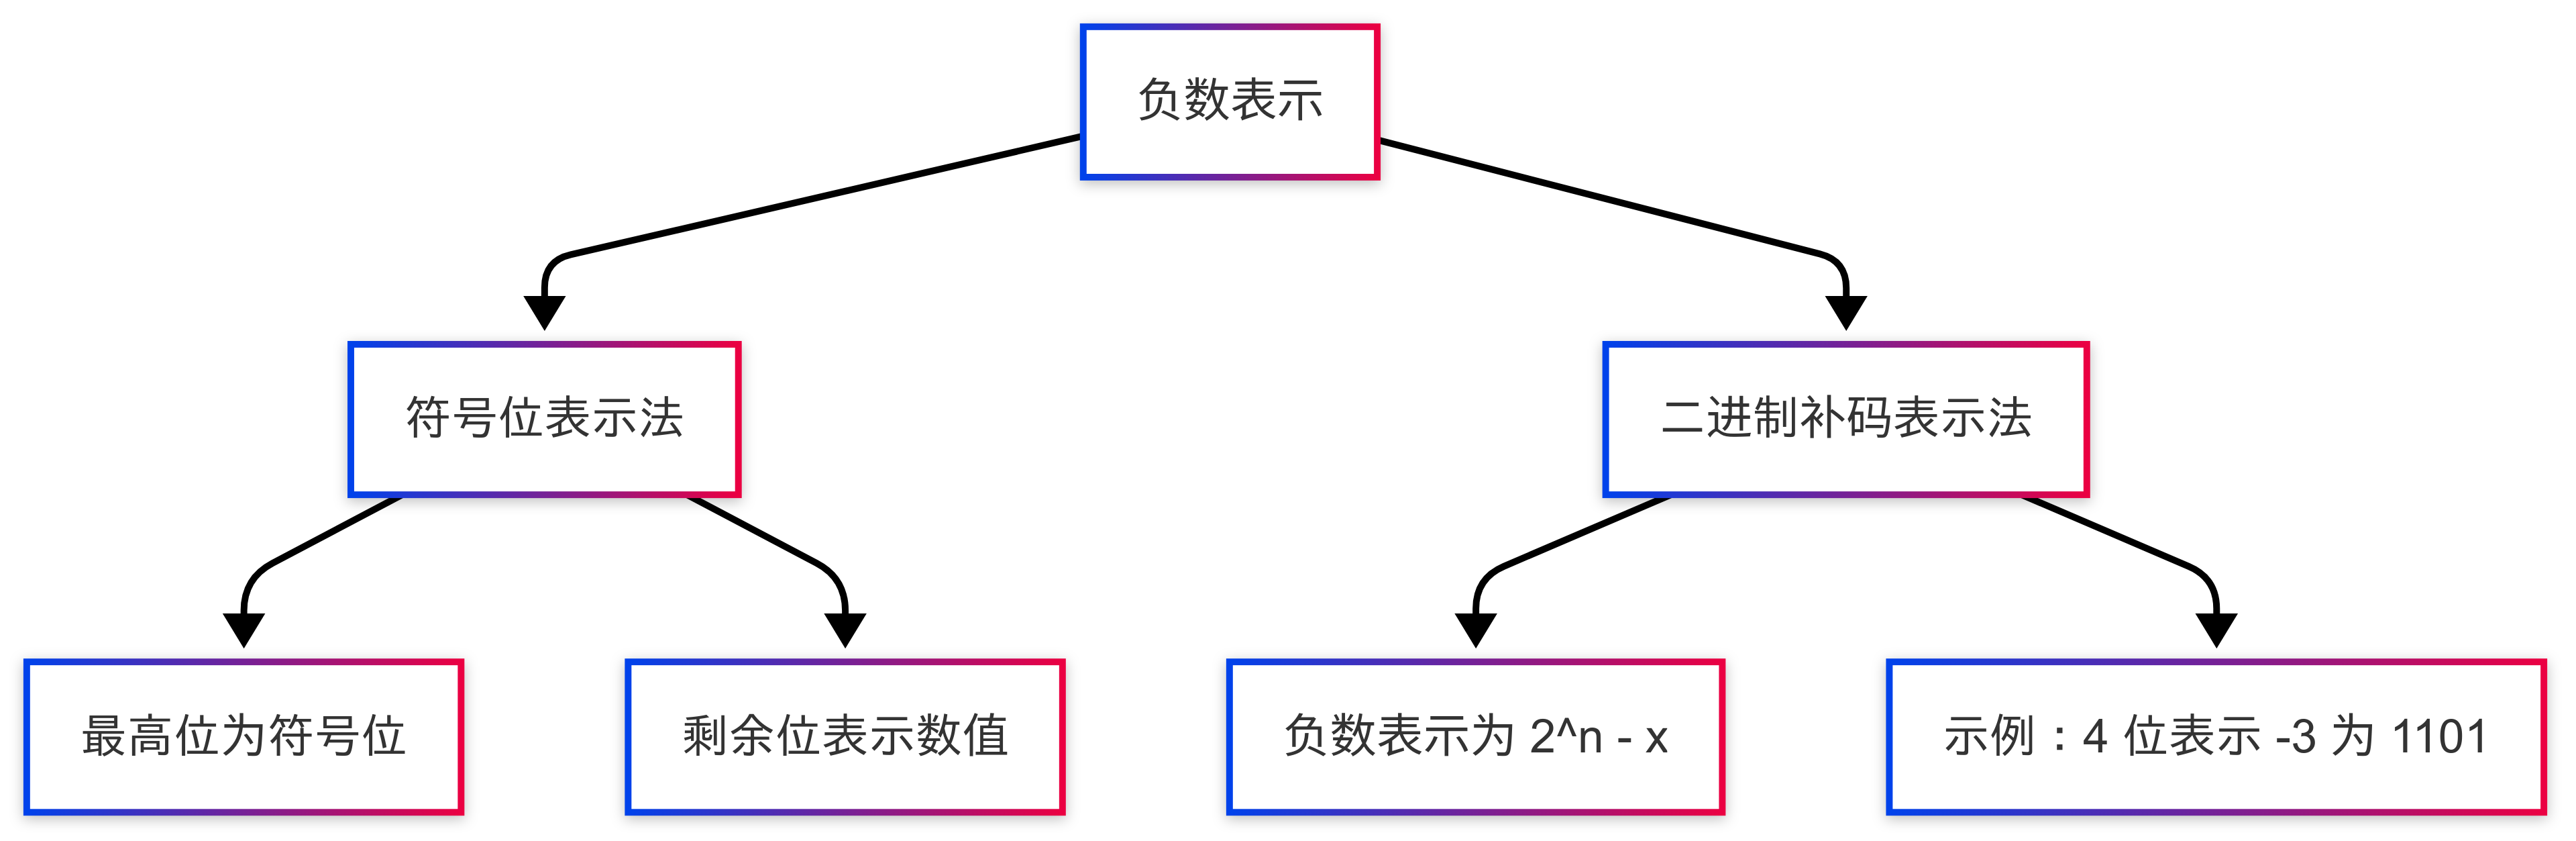 负数表示
符号位表示法
二进制补码表示法
最高位为符号位
剩余位表示数值
负数表示为 2^n - x
示例：4 位表示 -3 为 1101